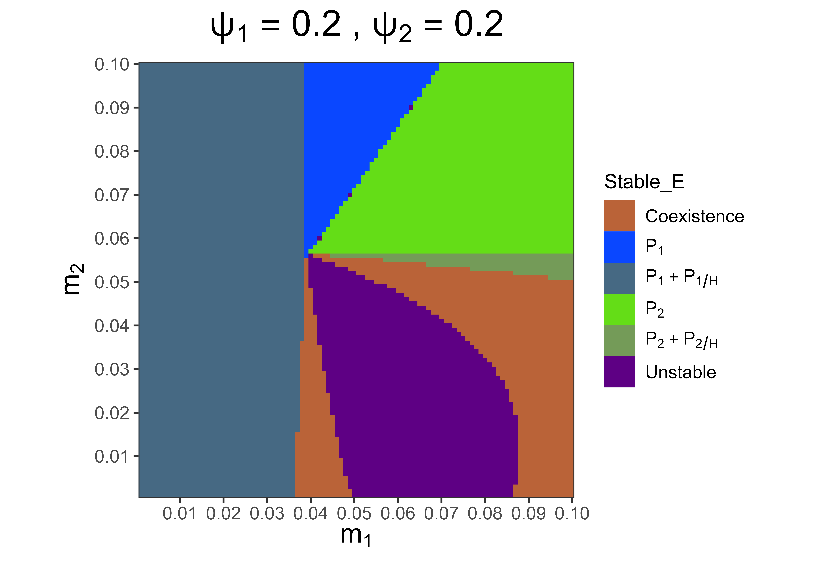 ψ₁ = 0.2 , ψ₂ = 0.2
0.10
0.09
0.08
0.07
0.06
0.05
0.04
0.03
0.02
0.01
m₂
0.01 0.02 0.03 0.04 0.05 0.06 0.07 0.08 0.09 0.10
m₁
Stable_E
Coexistence
P₁
P₁ + P₁/H
P₂
P₂ + P₂/H
Unstable